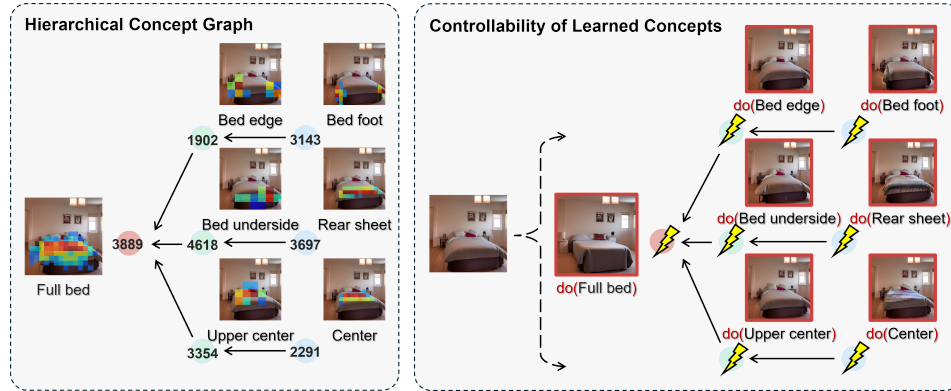 Hierarchical Concept Graph
Bed edge
Bed foot
1902
3143
Bed underside
Rear sheet
3889
4618
3697
Full bed
Upper center
Center
3354
2291
Controllability of Learned Concepts
do(Bed edge)
do(Bed foot)
do(Bed underside)
do(Rear sheet)
do(Full bed)
do(Upper center)
do(Center)